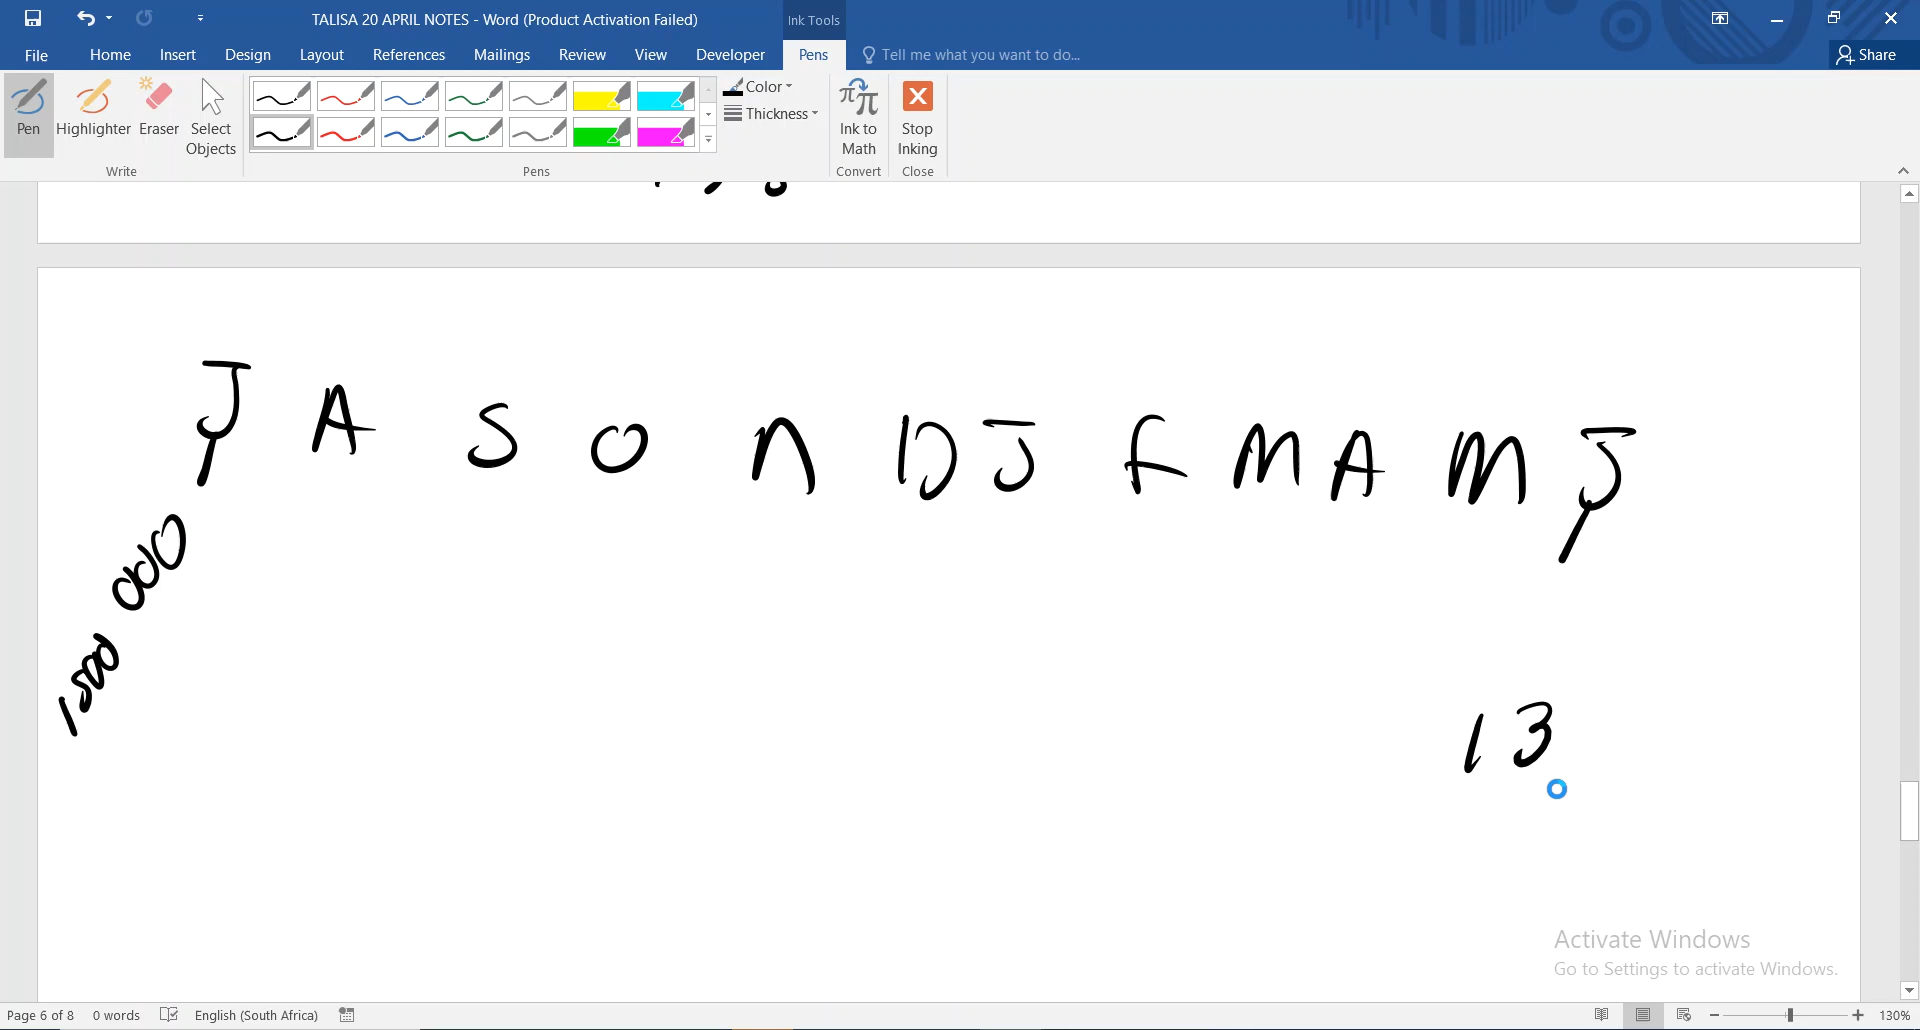 TALISA 20 APRIL NOTES - Word (Product Activation Failed)
Ink Tools
File Home Insert Design Layout References Mailings Review View Developer Pens Tell me what you want to do... Share
Pen Highlighter Eraser Select Objects
Color
Thickness
Ink to Math
Stop Inking
Write Pens Convert Close
J A S O N D J F M A M J
1 500 000
13
Activate Windows
Go to Settings to activate Windows.
Page 6 of 8 0 words English (South Africa) 130%